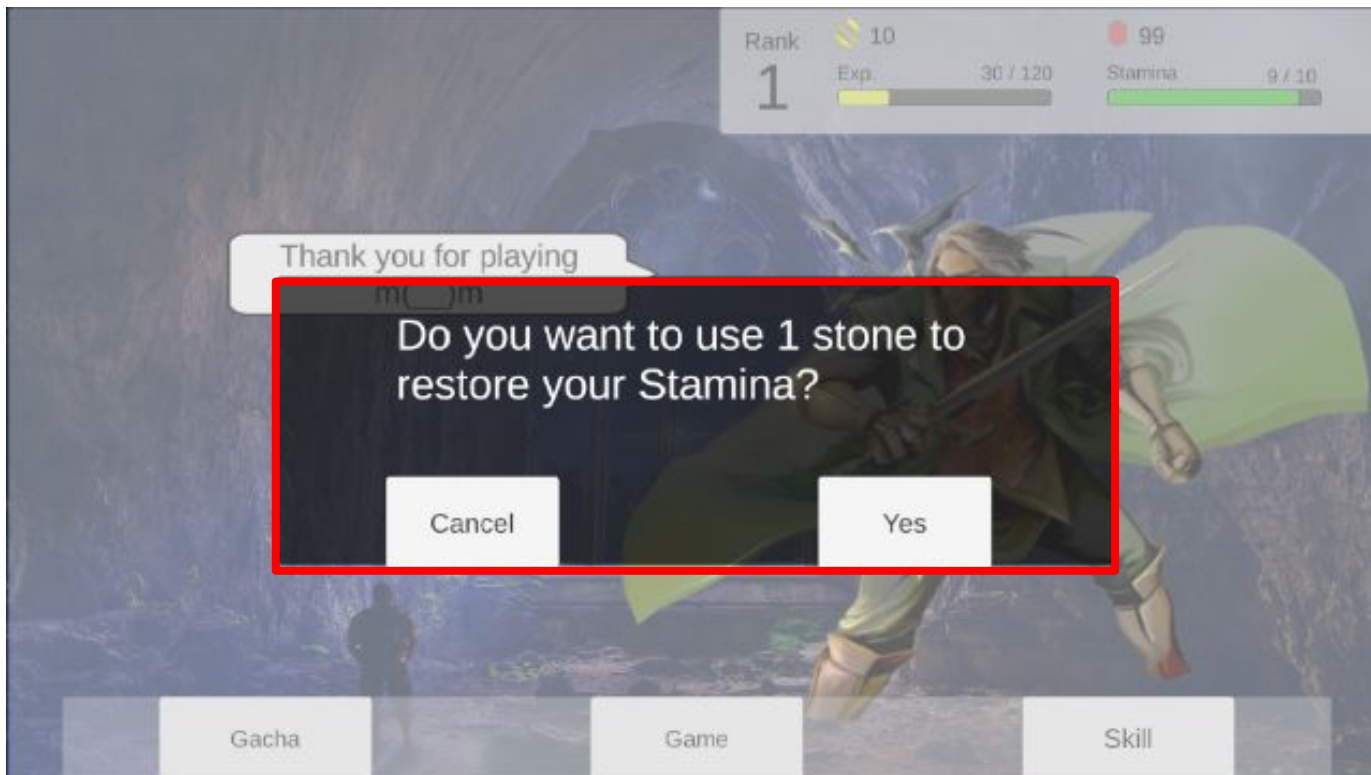 Rank
1
10
99
Exp.
30 / 120
Stamina
9 / 10
Thank you for playing
m(__)m
Do you want to use 1 stone to
restore your Stamina?
Cancel
Yes
Gacha
Game
Skill